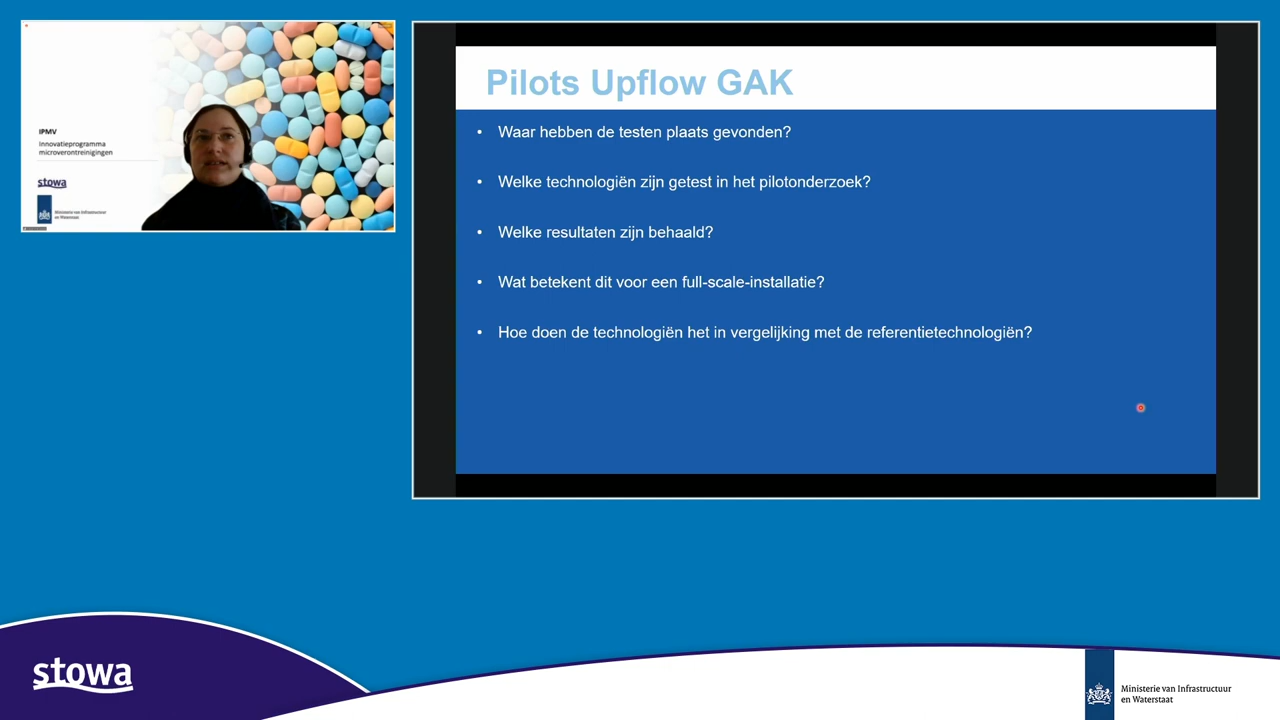 IPMV
Innovatieprogramma
microverontreinigingen
stowa
Ministerie van Infrastructuur
en Waterstaat
Pilots Upflow GAK
• Waar hebben de testen plaats gevonden?
• Welke technologiën zijn getest in het pilotonderzoek?
• Welke resultaten zijn behaald?
• Wat betekent dit voor een full-scale-installatie?
• Hoe doen de technologiën het in vergelijking met de referentietechnologiën?
stowa
Ministerie van Infrastructuur
en Waterstaat